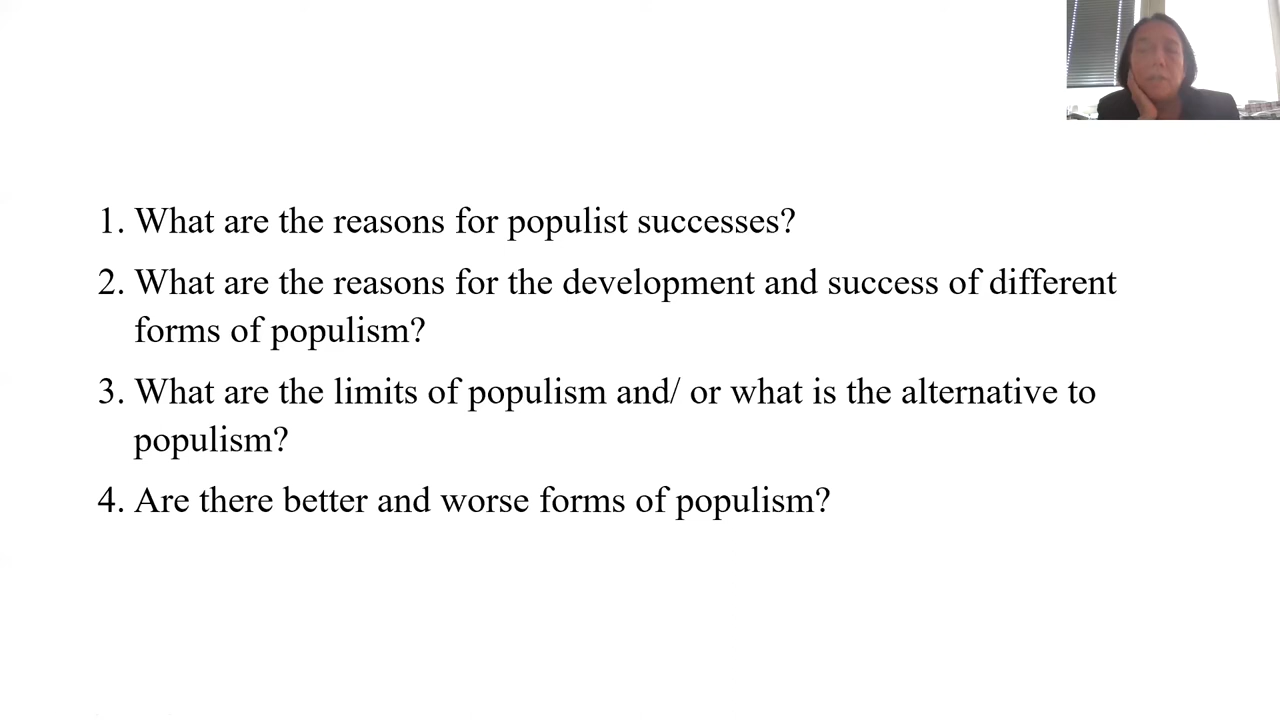 1. What are the reasons for populist successes?
2. What are the reasons for the development and success of different
forms of populism?
3. What are the limits of populism and/ or what is the alternative to
populism?
4. Are there better and worse forms of populism?